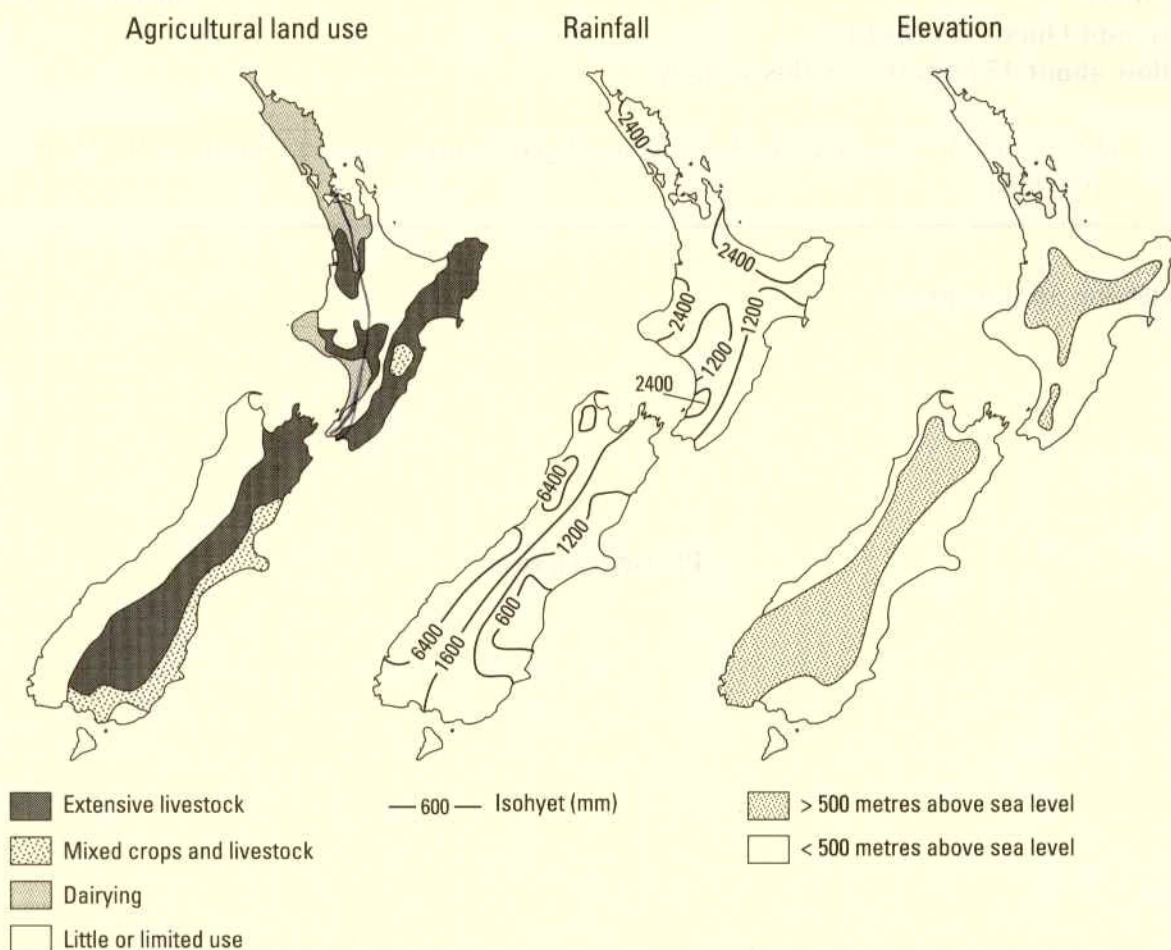 Agricultural land use
Rainfall
Elevation
2400
2400
2400
1200
1200
2400
6400
1200
600
6400
1600
Extensive livestock
Mixed crops and livestock
Dairying
Little or limited use
— 600 — Isohyet (mm)
> 500 metres above sea level
< 500 metres above sea level